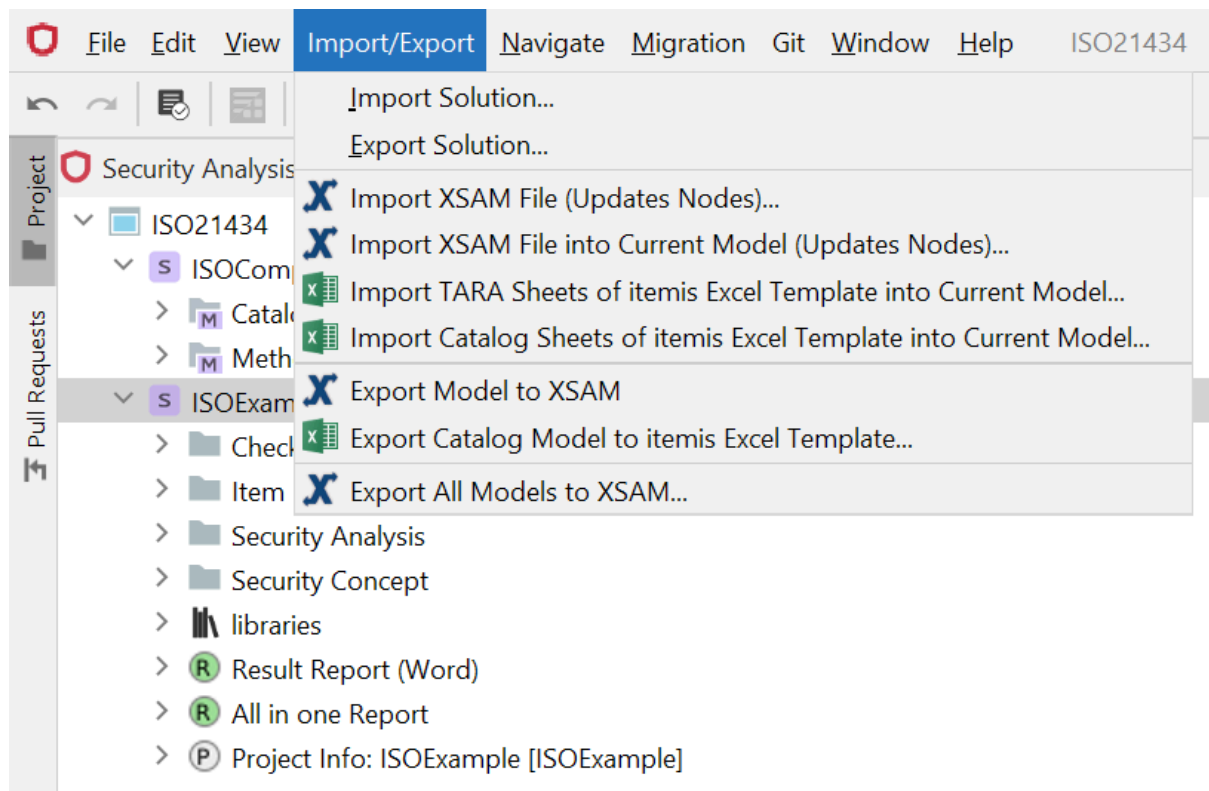 File Edit View Import/Export Navigate Migration Git Window Help ISO21434
Import Solution...
Export Solution...
Import XSAM File (Updates Nodes)...
Import XSAM File into Current Model (Updates Nodes)...
Import TARA Sheets of itemis Excel Template into Current Model...
Import Catalog Sheets of itemis Excel Template into Current Model...
Export Model to XSAM
Export Catalog Model to itemis Excel Template...
Export All Models to XSAM...
Project
Pull Requests
Security Analysis
ISO21434
S ISOCom
M Catal
M Meth
S ISOExam
Check
Item
Security Analysis
Security Concept
libraries
R Result Report (Word)
R All in one Report
P Project Info: ISOExample [ISOExample]